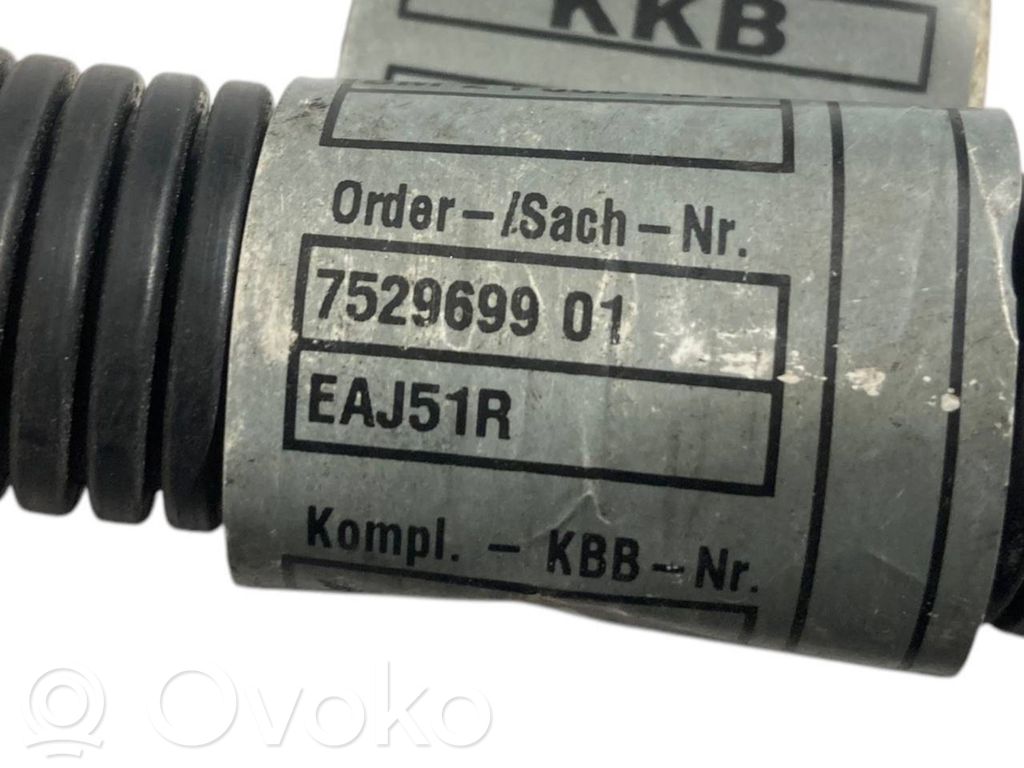 KKB
Order-/Sach-Nr.
7529699 01
EAJ51R
Kompl. - KBB-Nr.
Ovoko